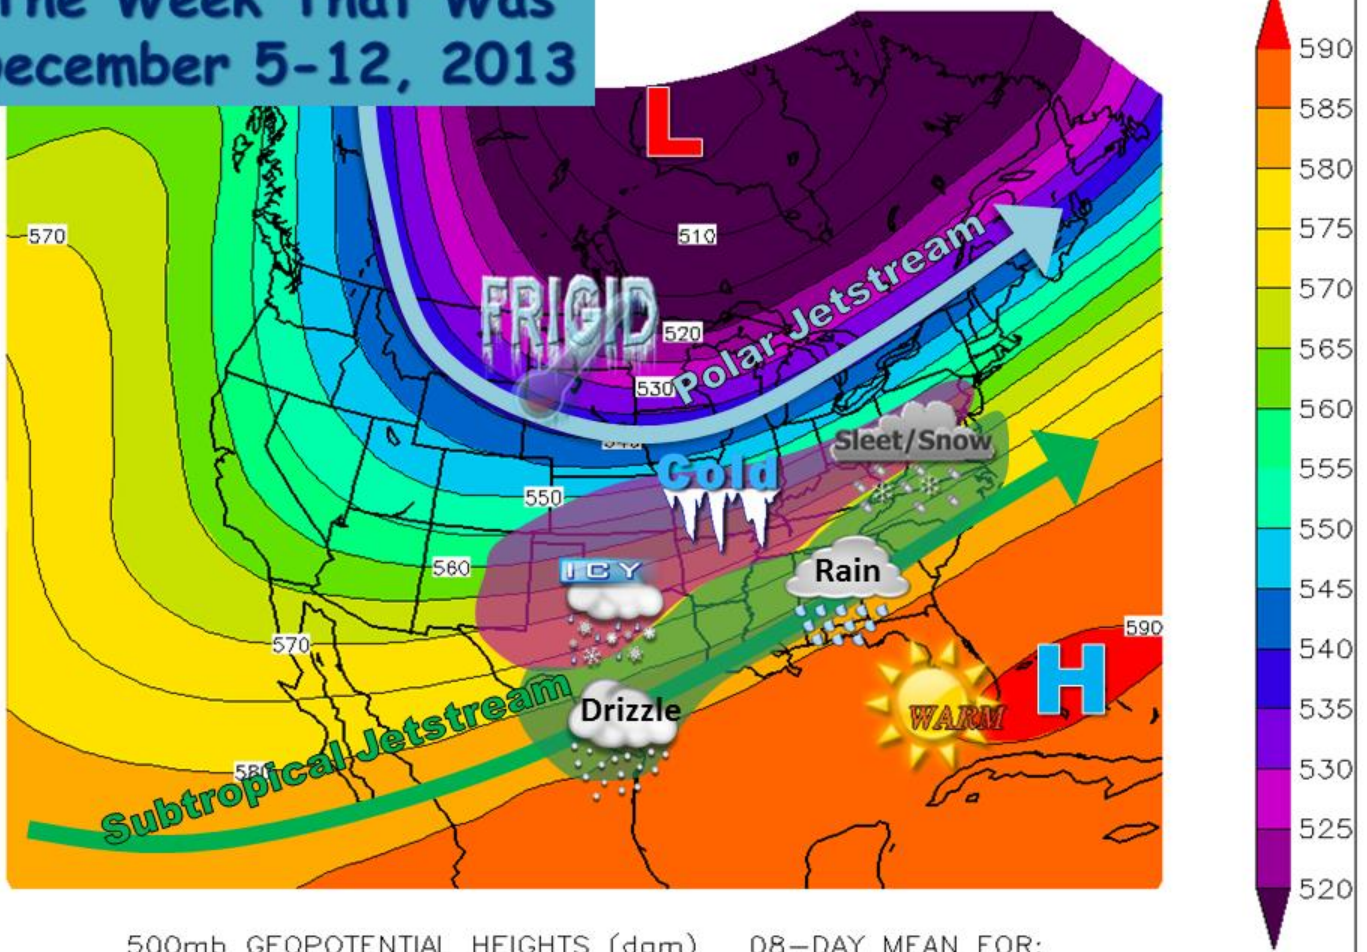 The Week That Was
December 5-12, 2013
L
570
510
FRIGID
520
530
Polar Jetstream
540
Sleet/Snow
Cold
550
560
ICY
Rain
570
590
H
WARM
Drizzle
580
Subtropical Jetstream
590
585
580
575
570
565
560
555
550
545
540
535
530
525
520
500mb GEOPOTENTIAL HEIGHTS (dam) 08-DAY MEAN FOR: